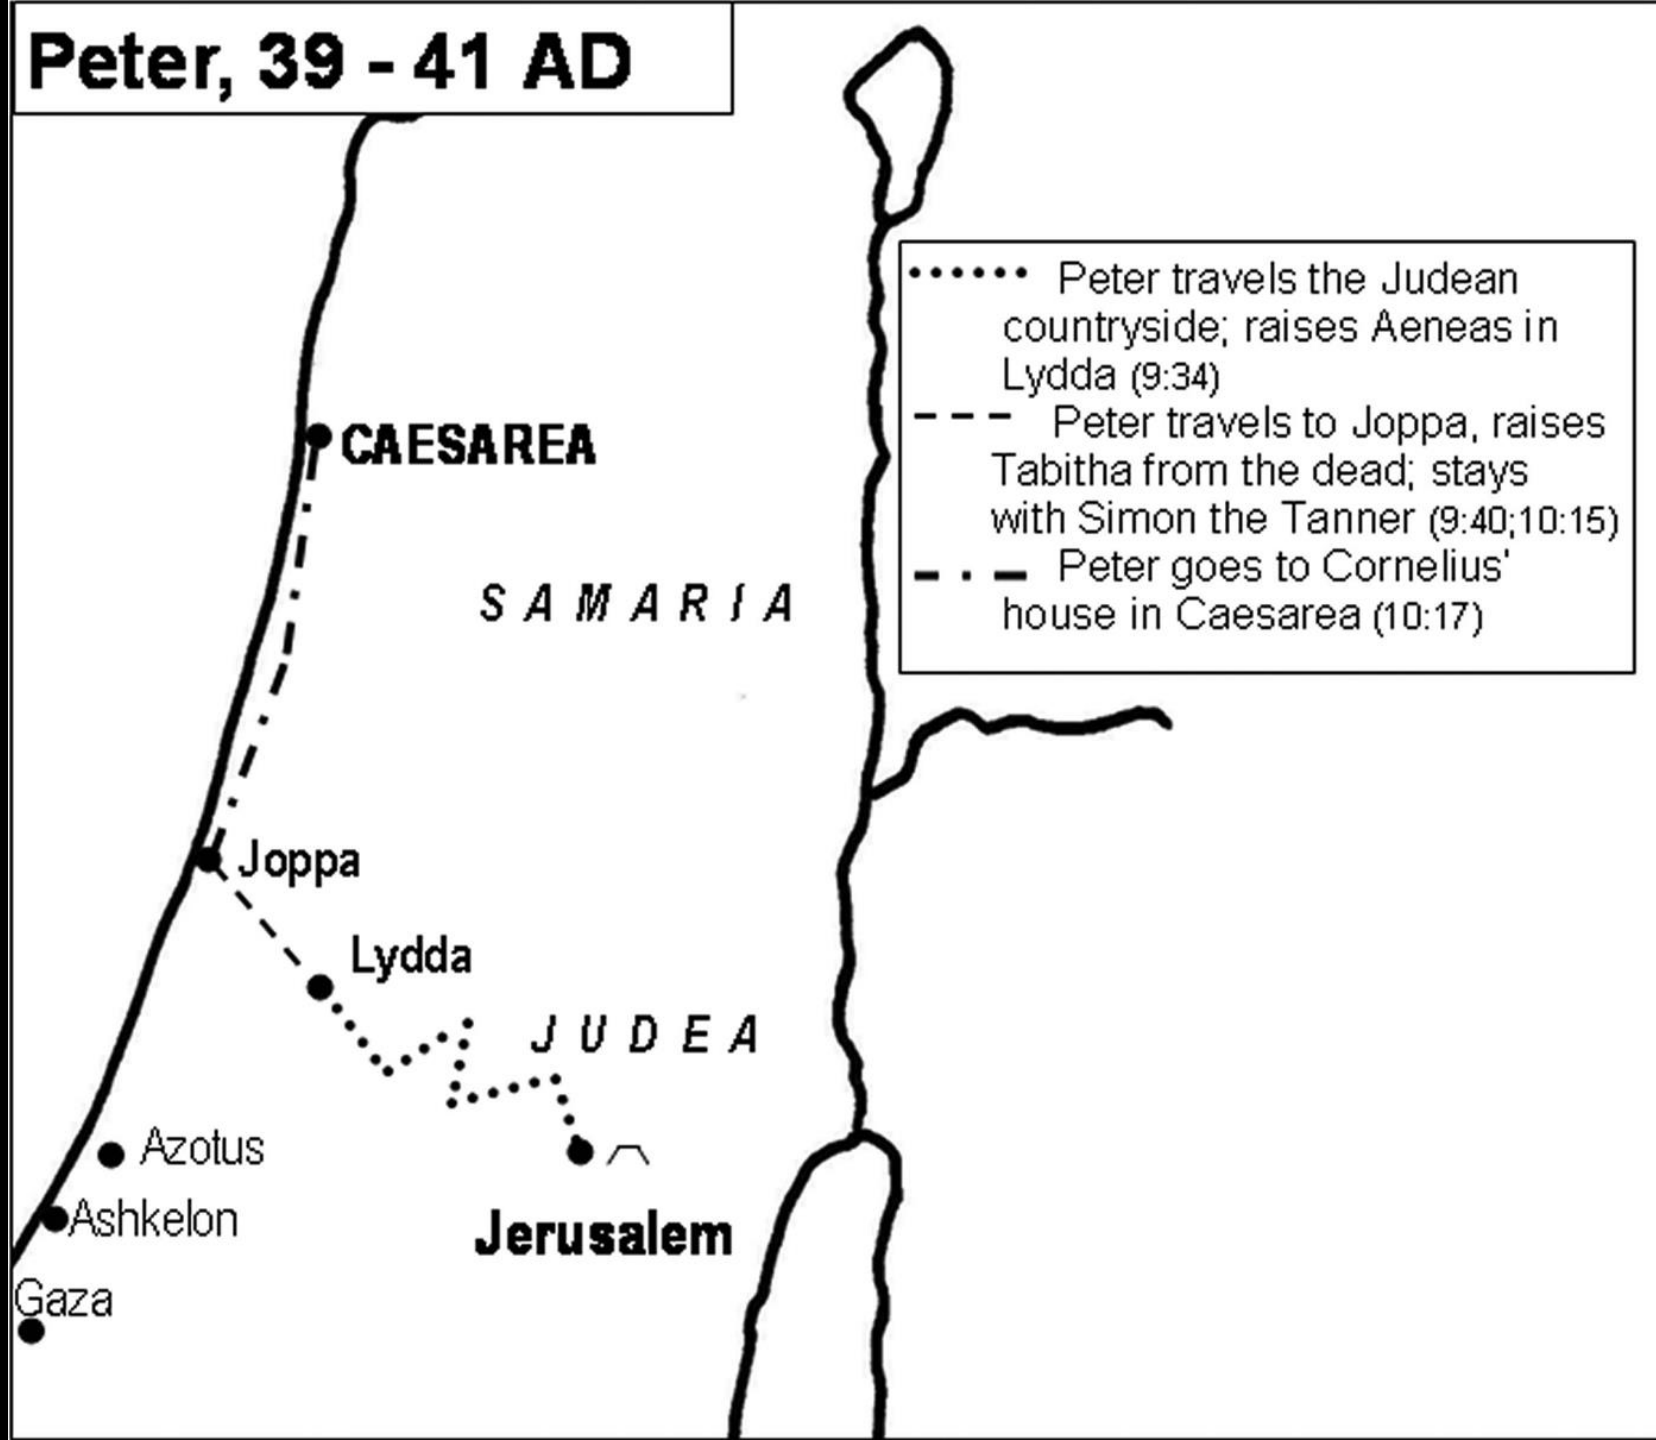 Peter, 39 - 41 AD
Peter travels the Judean
countryside; raises Aeneas in
Lydda (9:34)
Peter travels to Joppa, raises
Tabitha from the dead; stays
with Simon the Tanner (9:40;10:15)
Peter goes to Cornelius'
house in Caesarea (10:17)
CAESAREA
SAMARIA
Joppa
Lydda
JUDEA
Azotus
Ashkelon
Jerusalem
Gaza